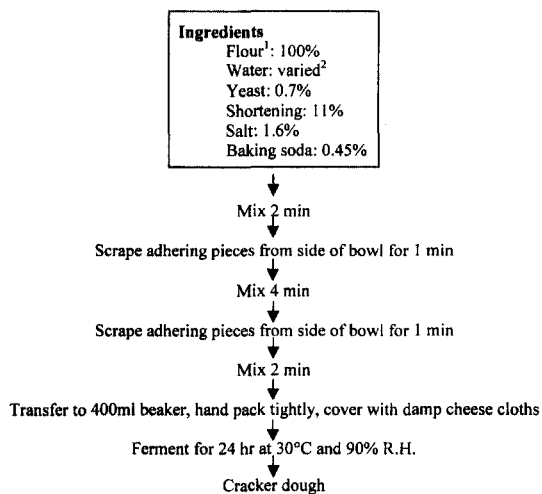 Ingredients
Flour¹: 100%
Water: varied²
Yeast: 0.7%
Shortening: 11%
Salt: 1.6%
Baking soda: 0.45%
Mix 2 min
Scrape adhering pieces from side of bowl for 1 min
Mix 4 min
Scrape adhering pieces from side of bowl for 1 min
Mix 2 min
Transfer to 400ml beaker, hand pack tightly, cover with damp cheese cloths
Ferment for 24 hr at 30°C and 90% R.H.
Cracker dough